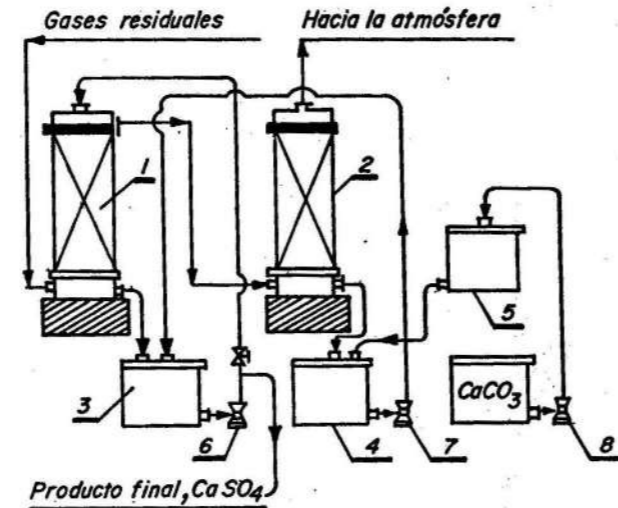 Gases residuales
Hacia la atmósfera
1
2
5
3
CaCO3
6
4
7
8
Producto final, CaSO4